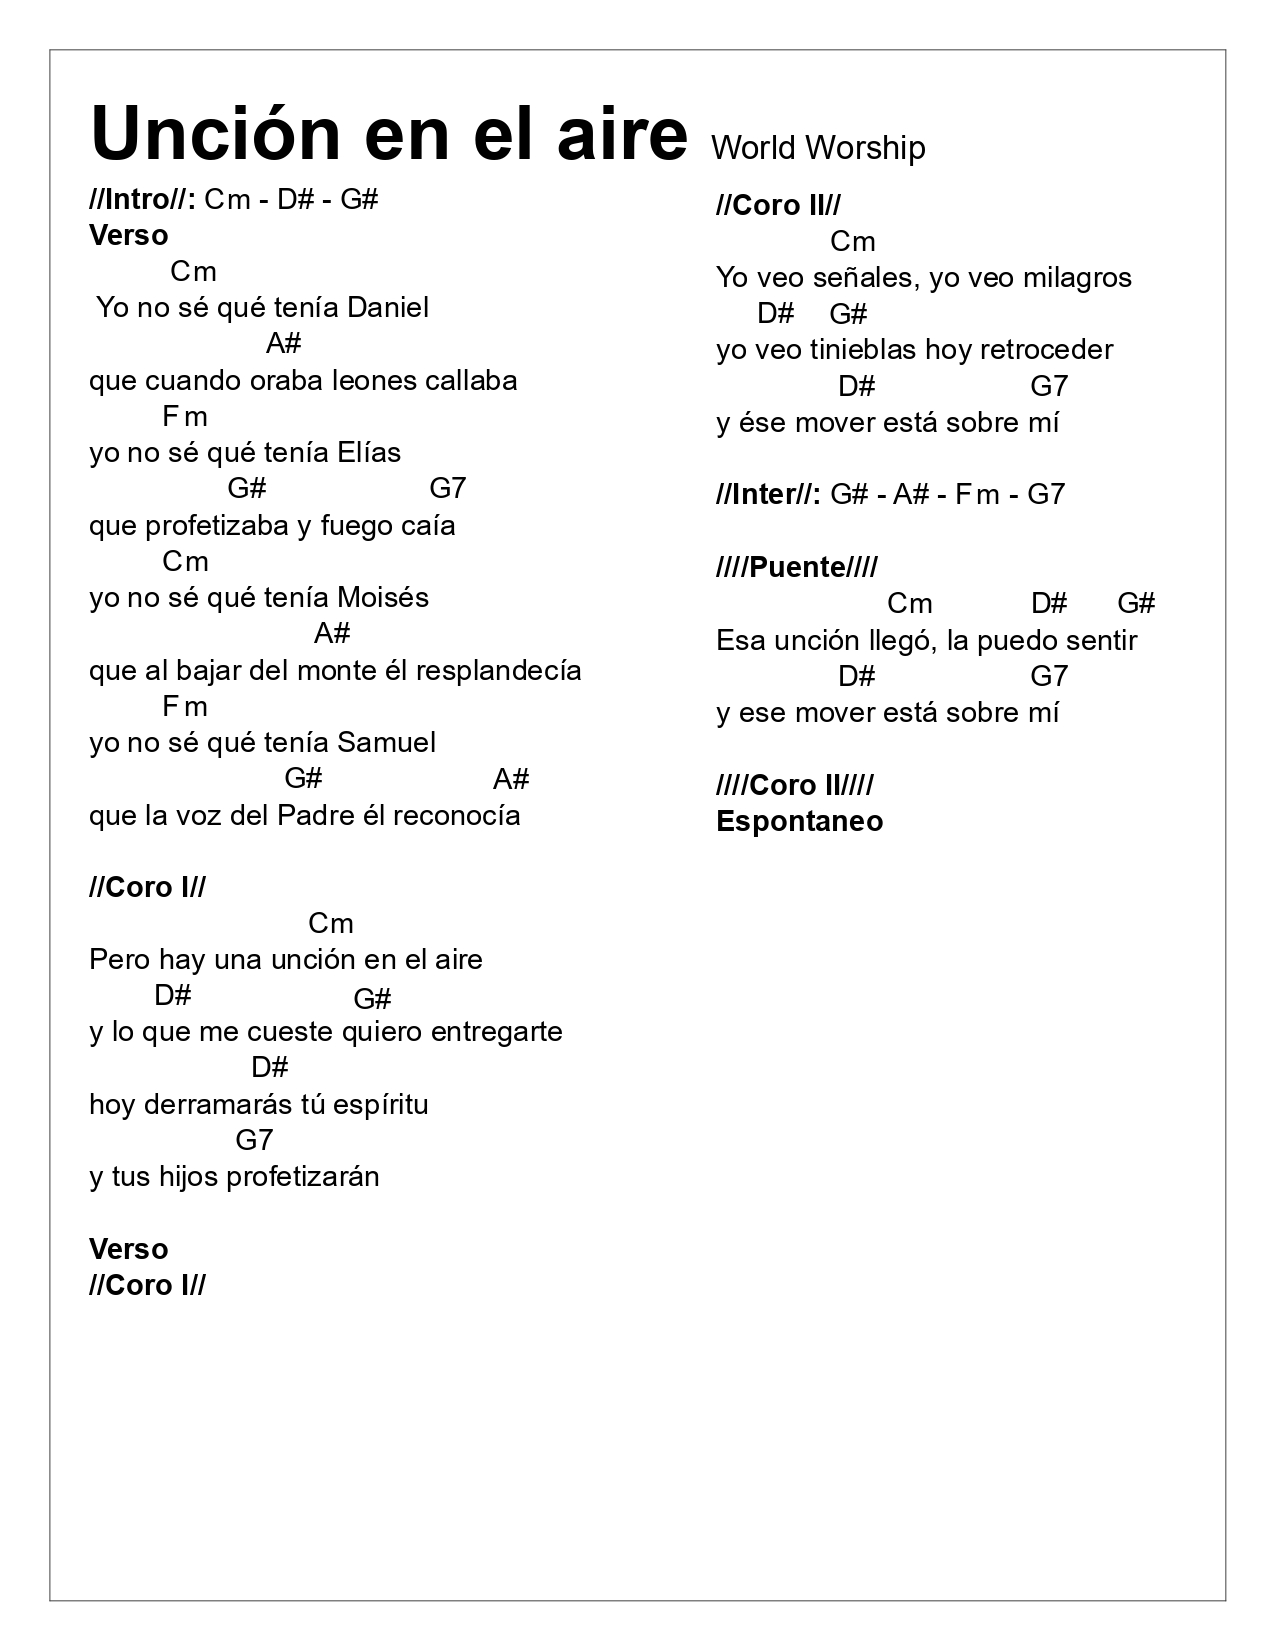 Unción en el aire World Worship
//Intro//: Cm - D# - G#
Verso
Cm
Yo no sé qué tenía Daniel
A#
que cuando oraba leones callaba
Fm
yo no sé qué tenía Elías
G# G7
que profetizaba y fuego caía
Cm
yo no sé qué tenía Moisés
A#
que al bajar del monte él resplandecía
Fm
yo no sé qué tenía Samuel
G# A#
que la voz del Padre él reconocía
//Coro I//
Cm
Pero hay una unción en el aire
D# G#
y lo que me cueste quiero entregarte
D#
hoy derramarás tú espíritu
G7
y tus hijos profetizarán
Verso
//Coro I//
//Coro II//
Cm
Yo veo señales, yo veo milagros
D# G#
yo veo tinieblas hoy retroceder
D# G7
y ése mover está sobre mí
//Inter//: G# - A# - Fm - G7
////Puente////
Cm D# G#
Esa unción llegó, la puedo sentir
D# G7
y ese mover está sobre mí
////Coro II////
Espontaneo